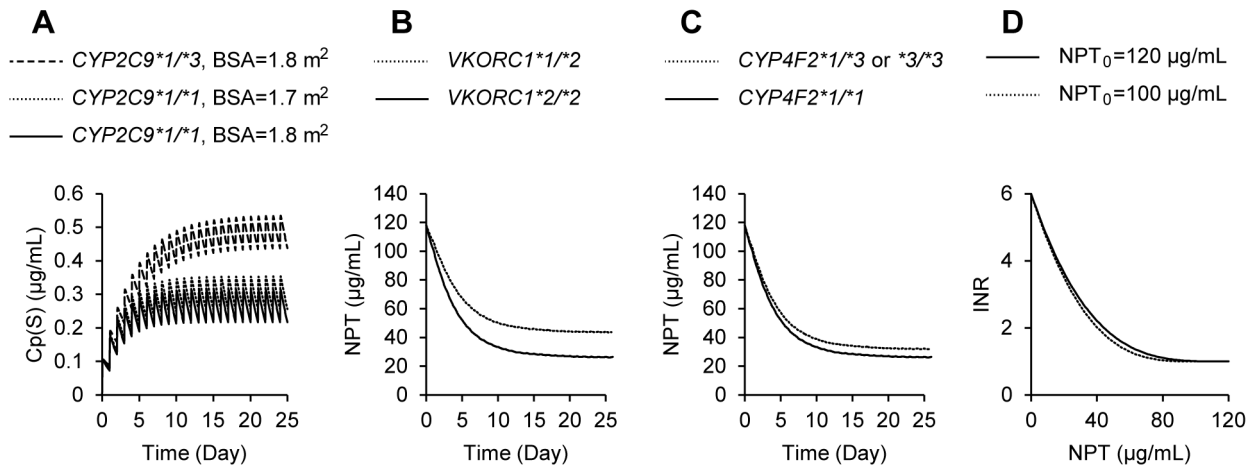 A
CYP2C9*1/*3, BSA=1.8 m²
CYP2C9*1/*1, BSA=1.7 m²
CYP2C9*1/*1, BSA=1.8 m²
Cp(S) (µg/mL)
0.6
0.5
0.4
0.3
0.2
0.1
0
0 5 10 15 20 25
Time (Day)
B
VKORC1*1/*2
VKORC1*2/*2
NPT (µg/mL)
140
120
100
80
60
40
20
0
0 5 10 15 20 25
Time (Day)
C
CYP4F2*1/*3 or *3/*3
CYP4F2*1/*1
NPT (µg/mL)
140
120
100
80
60
40
20
0
0 5 10 15 20 25
Time (Day)
D
NPT₀=120 µg/mL
NPT₀=100 µg/mL
INR
6
4
2
0
0 40 80 120
NPT (µg/mL)